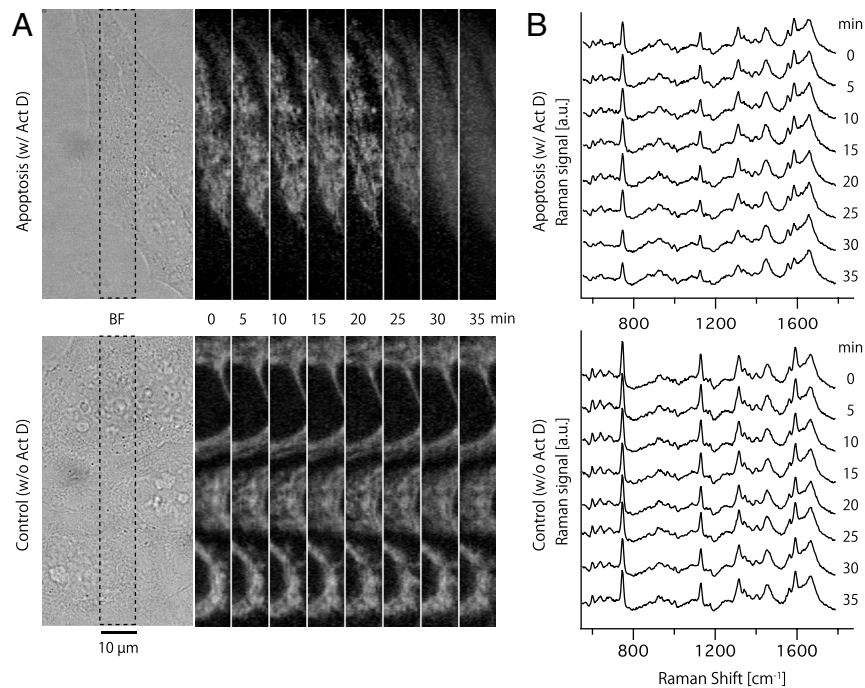 A
Apoptosis (w/ Act D)
BF
0 5 10 15 20 25 30 35 min
Control (w/o Act D)
10 μm
B
Apoptosis (w/ Act D)
Raman signal [a.u.]
min
0
5
10
15
20
25
30
35
800 1200 1600
Control (w/o Act D)
Raman signal [a.u.]
min
0
5
10
15
20
25
30
35
800 1200 1600
Raman Shift [cm⁻¹]